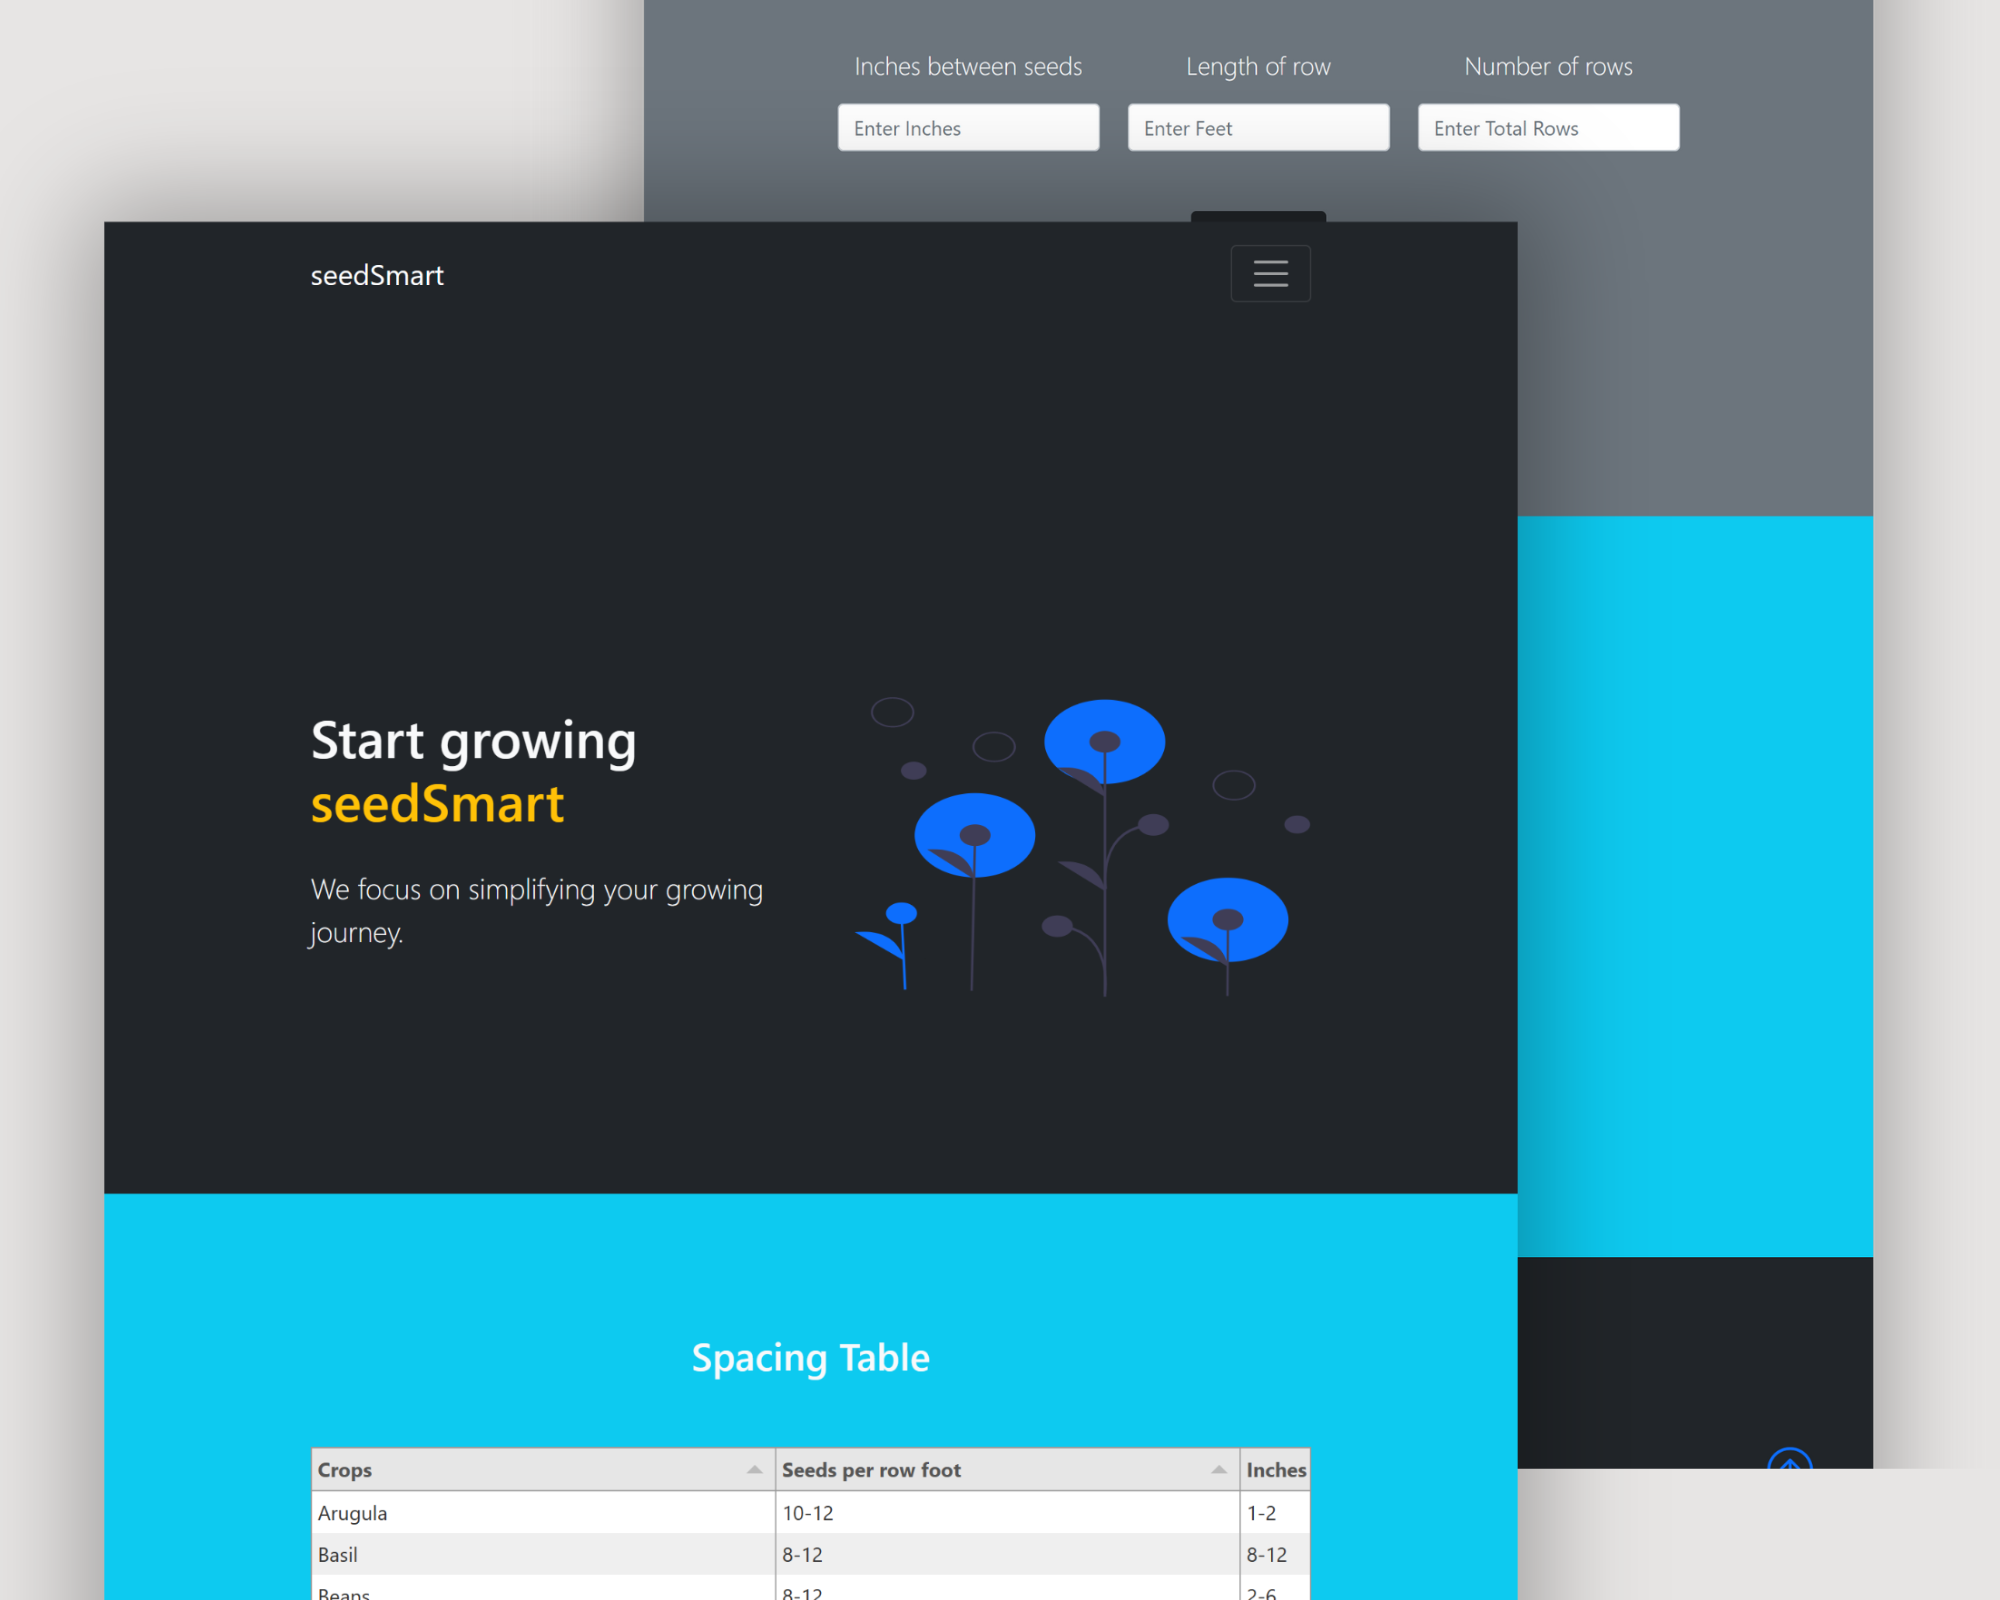 Inches between seeds Length of row Number of rows
Enter Inches Enter Feet Enter Total Rows
seedSmart
Start growing
seedSmart
We focus on simplifying your growing
journey.
Spacing Table
Crops Seeds per row foot Inches
Arugula 10-12 1-2
Basil 8-12 8-12
Beans 8-12 2-6